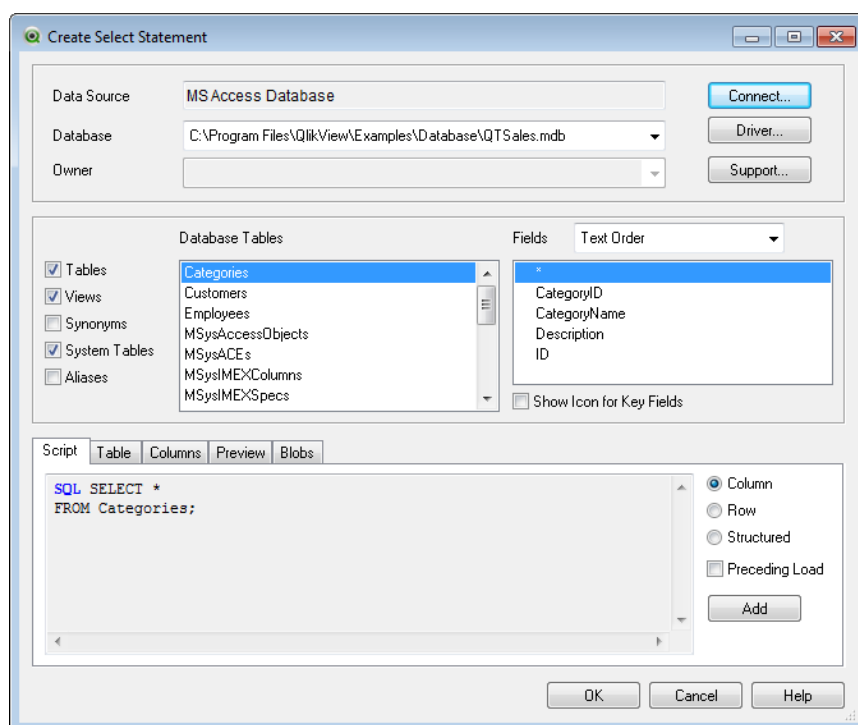 Create Select Statement
Data Source
MS Access Database
Connect...
Database
C:\Program Files\QlikView\Examples\Database\QTSales.mdb
Driver...
Owner
Support...
Database Tables
Fields
Text Order
Tables
Views
Synonyms
System Tables
Aliases
Categories
Customers
Employees
MSysAccessObjects
MSysACEs
MSysIMEXColumns
MSysIMEXSpecs
*
CategoryID
CategoryName
Description
ID
Show Icon for Key Fields
Script Table Columns Preview Blobs
SQL SELECT *
FROM Categories;
Column
Row
Structured
Preceding Load
Add
OK Cancel Help